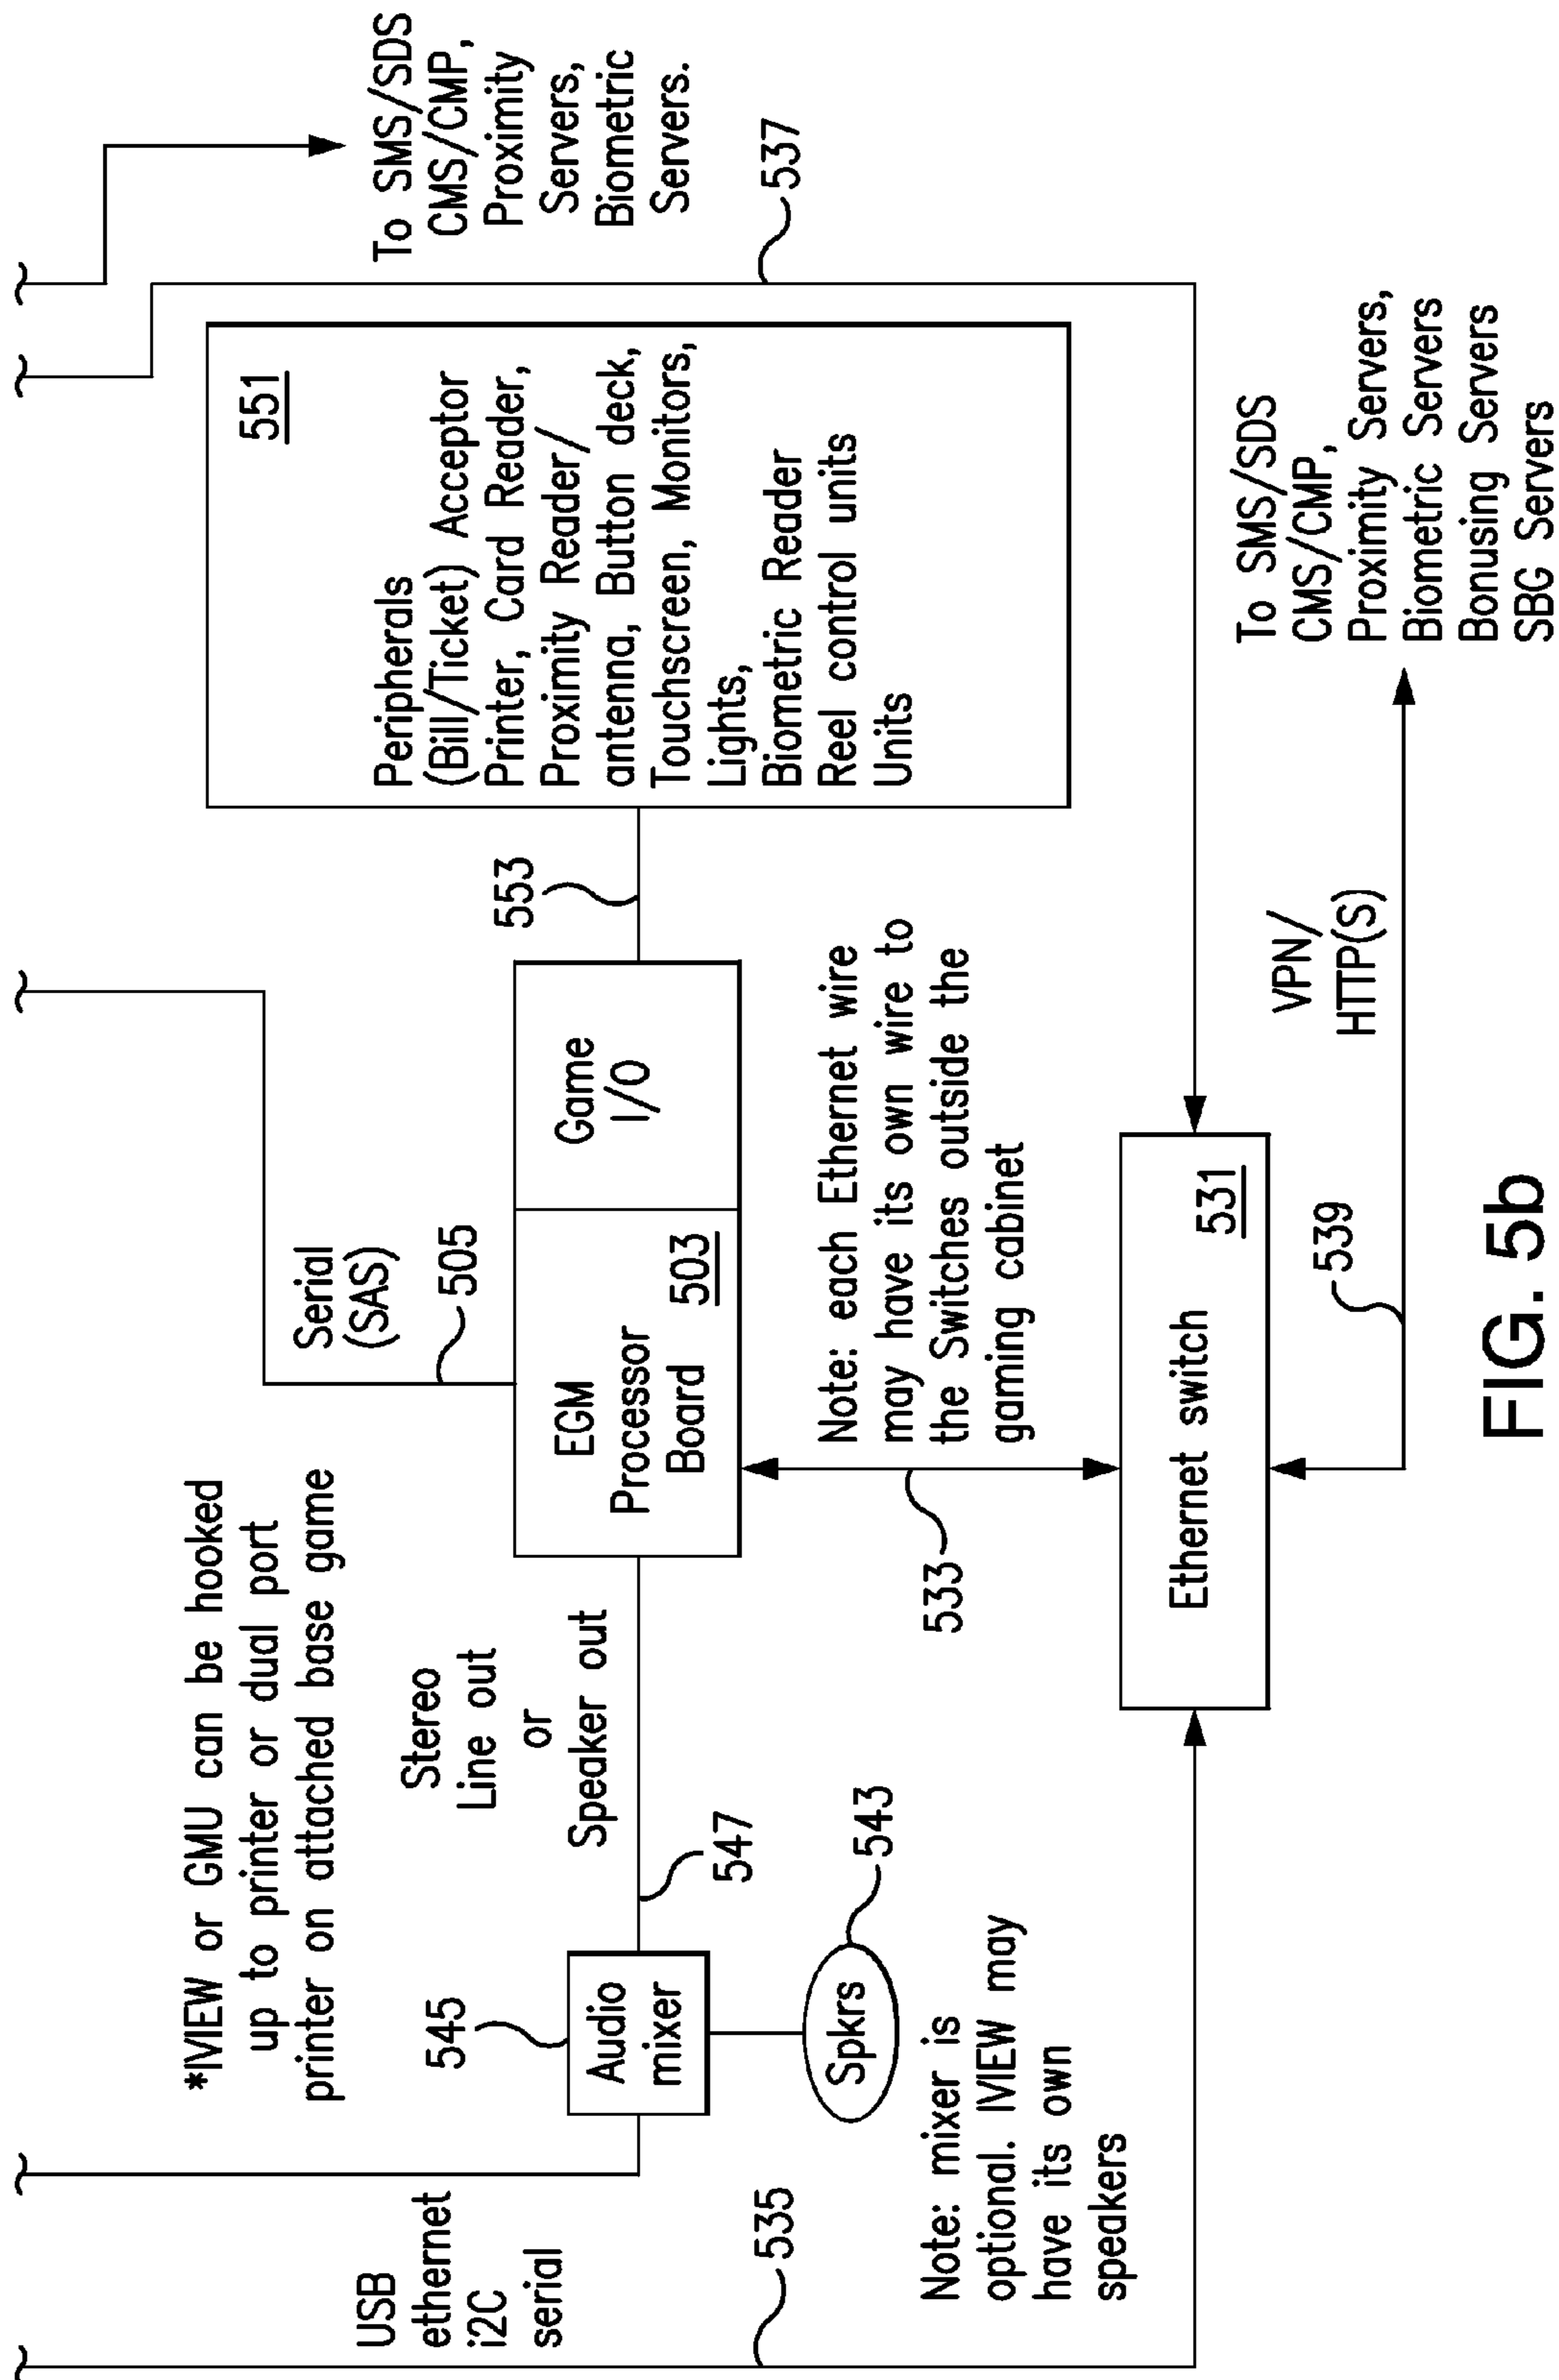 *IVIEW or GMU can be hooked
up to printer or dual port
printer on attached base game
USB
ethernet
i2C
serial
535
545
Audio
mixer
Spkrs
543
Note: mixer is
optional. IVIEW may
have its own
speakers
Stereo
Line out
or
Speaker out
547
Serial
(SAS)
505
EGM
Processor
Board
503
Game
I/O
553
551
Peripherals
(Bill/Ticket) Acceptor
Printer, Card Reader,
Proximity Reader/
antenna, Button deck,
Touchscreen, Monitors,
Lights,
Biometric Reader
Reel control units
Units
To SMS/SDS
CMS/CMP,
Proximity
Servers,
Biometric
Servers.
537
533
Note: each Ethernet wire
may have its own wire to
the Switches outside the
gaming cabinet
Ethernet switch
531
539
VPN/
HTTP(S)
To SMS/SDS
CMS/CMP,
Proximity Servers,
Biometric Servers
Bonusing Servers
SBG Servers
FIG. 5b